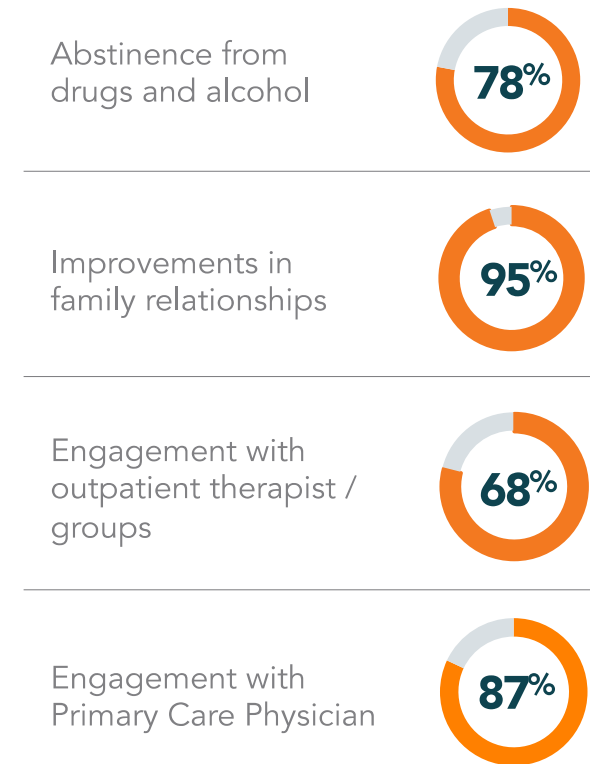 Abstinence from
drugs and alcohol
78%
Improvements in
family relationships
95%
Engagement with
outpatient therapist /
groups
68%
Engagement with
Primary Care Physician
87%